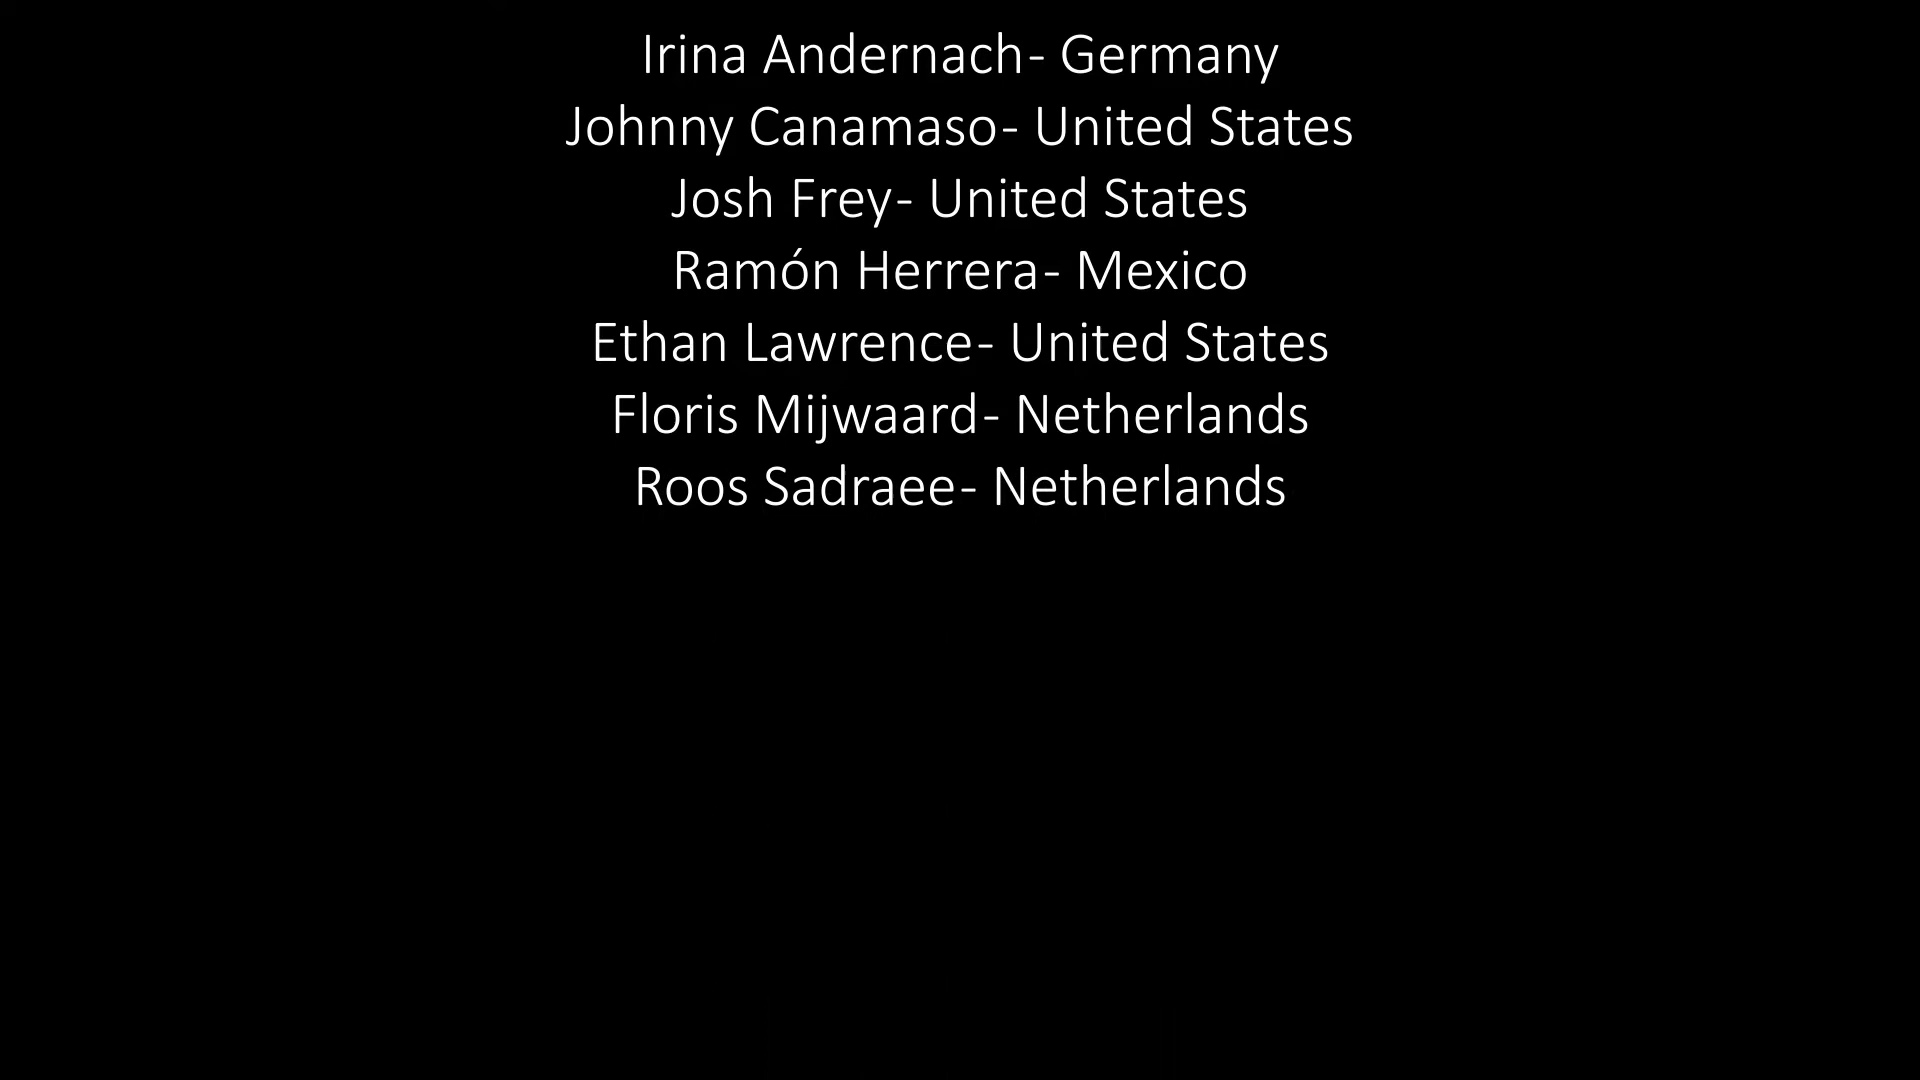 Irina Andernach- Germany
Johnny Canamaso- United States
Josh Frey- United States
Ramón Herrera- Mexico
Ethan Lawrence- United States
Floris Mijwaard- Netherlands
Roos Sadraee- Netherlands